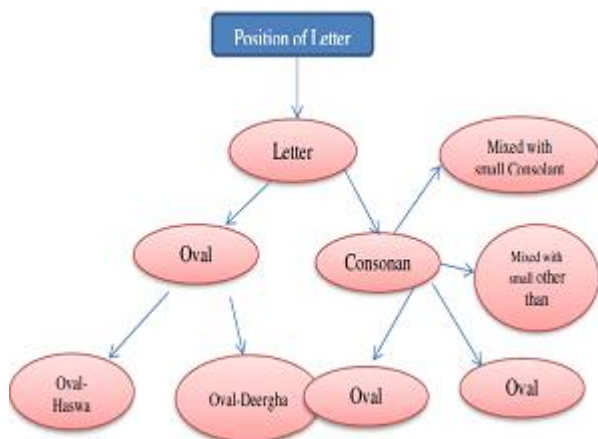 Position of Letter
Letter
Mixed with
small Consolant
Oval
Consonan
Mixed with
small other
than
Oval-
Haswa
Oval-Deergha
Oval
Oval